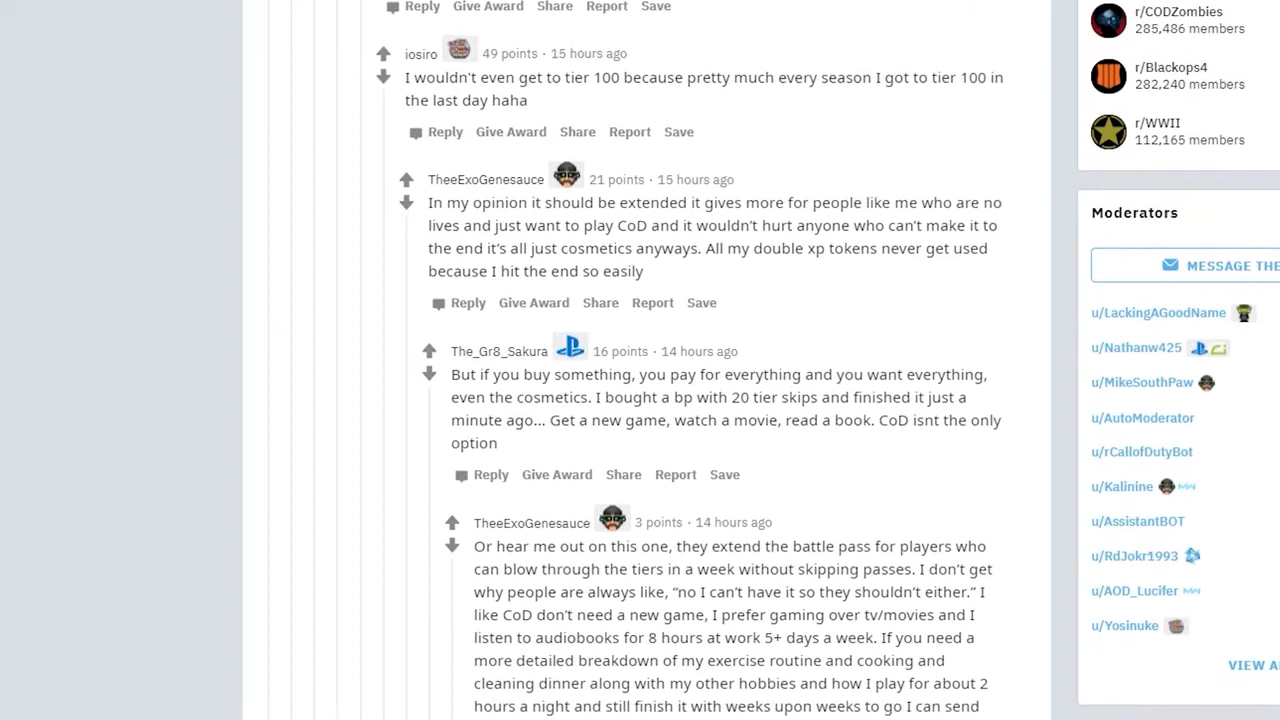 Reply Give Award Share Report Save
iosiro 49 points · 15 hours ago
I wouldn't even get to tier 100 because pretty much every season I got to tier 100 in
the last day haha
Reply Give Award Share Report Save
TheeExoGenesauce 21 points · 15 hours ago
In my opinion it should be extended it gives more for people like me who are no
lives and just want to play CoD and it wouldn’t hurt anyone who can’t make it to
the end it’s all just cosmetics anyways. All my double xp tokens never get used
because I hit the end so easily
Reply Give Award Share Report Save
The_Gr8_Sakura 16 points · 14 hours ago
But if you buy something, you pay for everything and you want everything,
even the cosmetics. I bought a bp with 20 tier skips and finished it just a
minute ago... Get a new game, watch a movie, read a book. CoD isnt the only
option
Reply Give Award Share Report Save
TheeExoGenesauce 3 points · 14 hours ago
Or hear me out on this one, they extend the battle pass for players who
can blow through the tiers in a week without skipping passes. I don’t get
why people are always like, “no I can’t have it so they shouldn’t either.” I
like CoD don’t need a new game, I prefer gaming over tv/movies and I
listen to audiobooks for 8 hours at work 5+ days a week. If you need a
more detailed breakdown of my exercise routine and cooking and
cleaning dinner along with my other hobbies and how I play for about 2
hours a night and still finish it with weeks upon weeks to go I can send
r/CODZombies
285,486 members
r/Blackops4
282,240 members
r/WWII
112,165 members
Moderators
MESSAGE THE
u/LackingAGoodName
u/Nathanw425
u/MikeSouthPaw
u/AutoModerator
u/rCallofDutyBot
u/Kalinine
u/AssistantBOT
u/RdJokr1993
u/AOD_Lucifer
u/Yosinuke
VIEW A